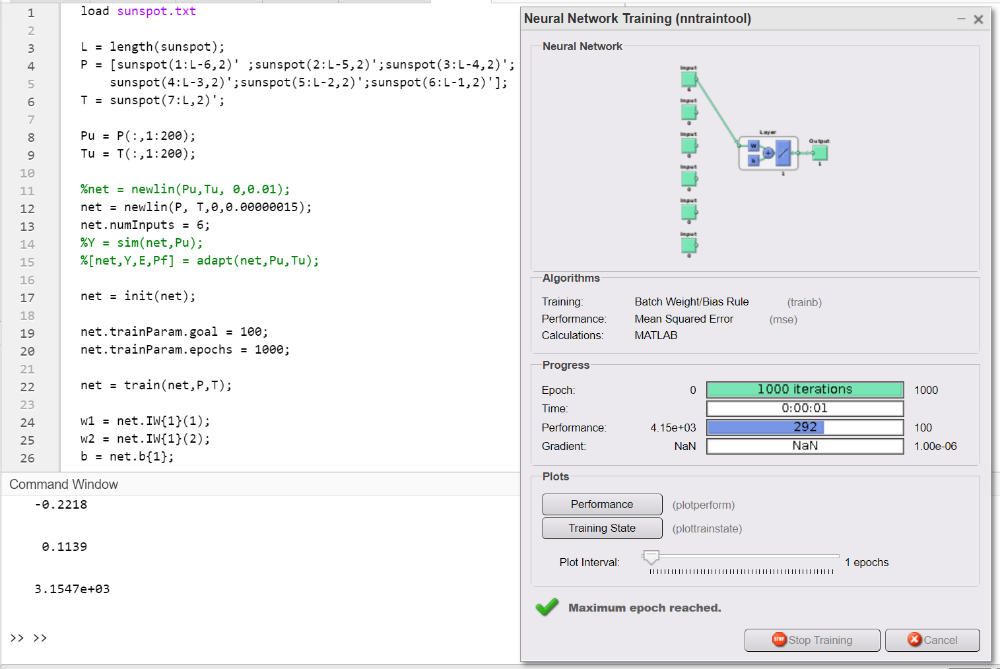 1 load sunspot.txt
2
3 L = length(sunspot);
4 P = [sunspot(1:L-6,2)' ;sunspot(2:L-5,2)';sunspot(3:L-4,2)';
5 sunspot(4:L-3,2)';sunspot(5:L-2,2)';sunspot(6:L-1,2)'];
6 T = sunspot(7:L,2)';
7
8 Pu = P(:,1:200);
9 Tu = T(:,1:200);
10
11 %net = newlin(Pu,Tu, 0,0.01);
12 net = newlin(P, T,0,0.00000015);
13 net.numInputs = 6;
14 %Y = sim(net,Pu);
15 %[net,Y,E,Pf] = adapt(net,Pu,Tu);
16
17 net = init(net);
18
19 net.trainParam.goal = 100;
20 net.trainParam.epochs = 1000;
21
22 net = train(net,P,T);
23
24 w1 = net.IW{1}(1);
25 w2 = net.IW{1}(2);
26 b = net.b{1};
Command Window
-0.2218
0.1139
3.1547e+03
>> >>
Neural Network Training (nntraintool)
Neural Network
Input
6
Input
0
Input
0
Input
0
Input
0
Input
0
Layer
W
b
+
1
Output
1
Algorithms
Training: Batch Weight/Bias Rule (trainb)
Performance: Mean Squared Error (mse)
Calculations: MATLAB
Progress
Epoch: 0 1000 iterations 1000
Time: 0:00:01
Performance: 4.15e+03 292 100
Gradient: NaN NaN 1.00e-06
Plots
Performance (plotperform)
Training State (plottrainstate)
Plot Interval: 1 epochs
Maximum epoch reached.
STOP Stop Training Cancel